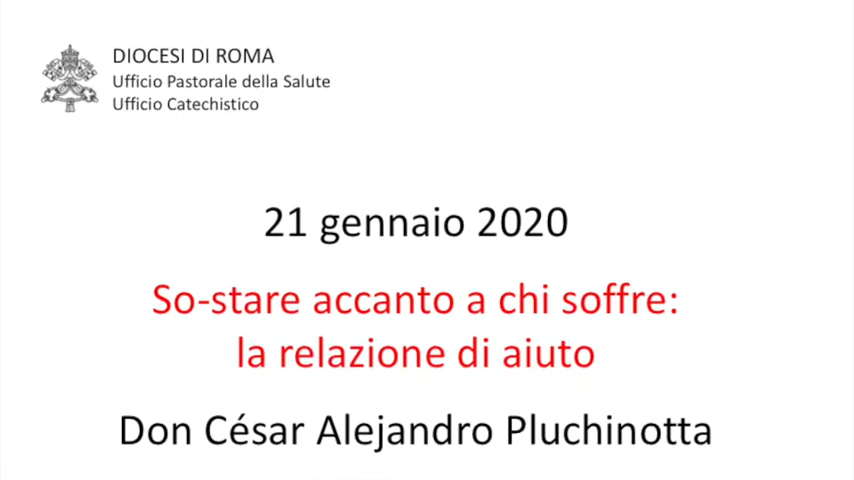 DIOCESI DI ROMA
Ufficio Pastorale della Salute
Ufficio Catechistico
21 gennaio 2020
So-stare accanto a chi soffre:
la relazione di aiuto
Don César Alejandro Pluchinotta